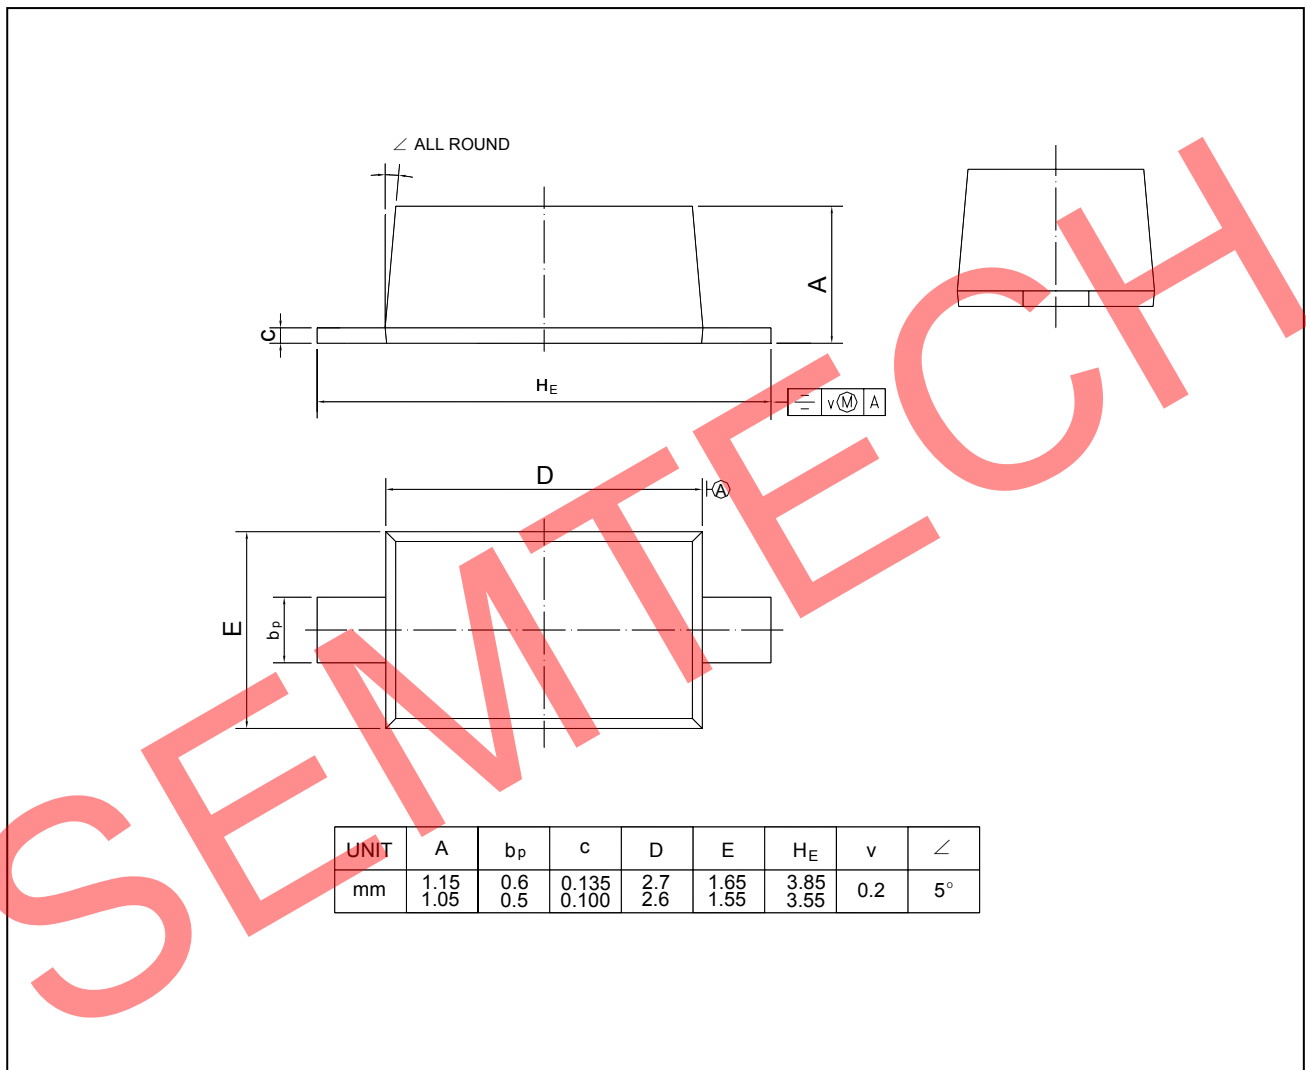 ∠ ALL ROUND
A
c
HE
v Ⓜ A
D
A
E
bp
UNIT A bp c D E HE v ∠
mm 1.15 0.6 0.135 2.7 1.65 3.85 0.2 5°
1.05 0.5 0.100 2.6 1.55 3.55
SEMTECH